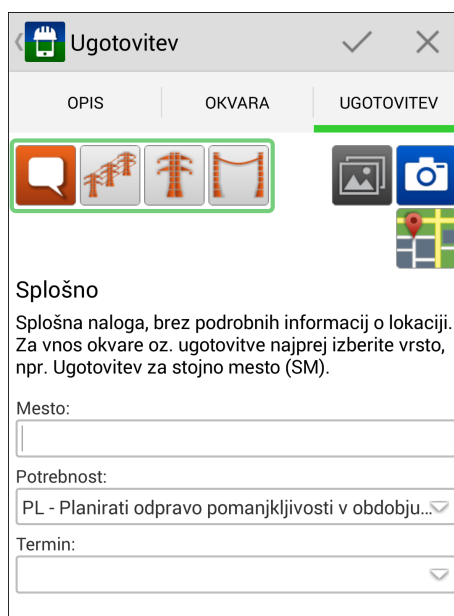 Ugotovitev
OPIS
OKVARA
UGOTOVITEV
Splošno
Splošna naloga, brez podrobnih informacij o lokaciji.
Za vnos okvare oz. ugotovitve najprej izberite vrsto,
npr. Ugotovitev za stojno mesto (SM).
Mesto:
Potrebnost:
PL - Planirati odpravo pomanjkljivosti v obdobju...
Termin: